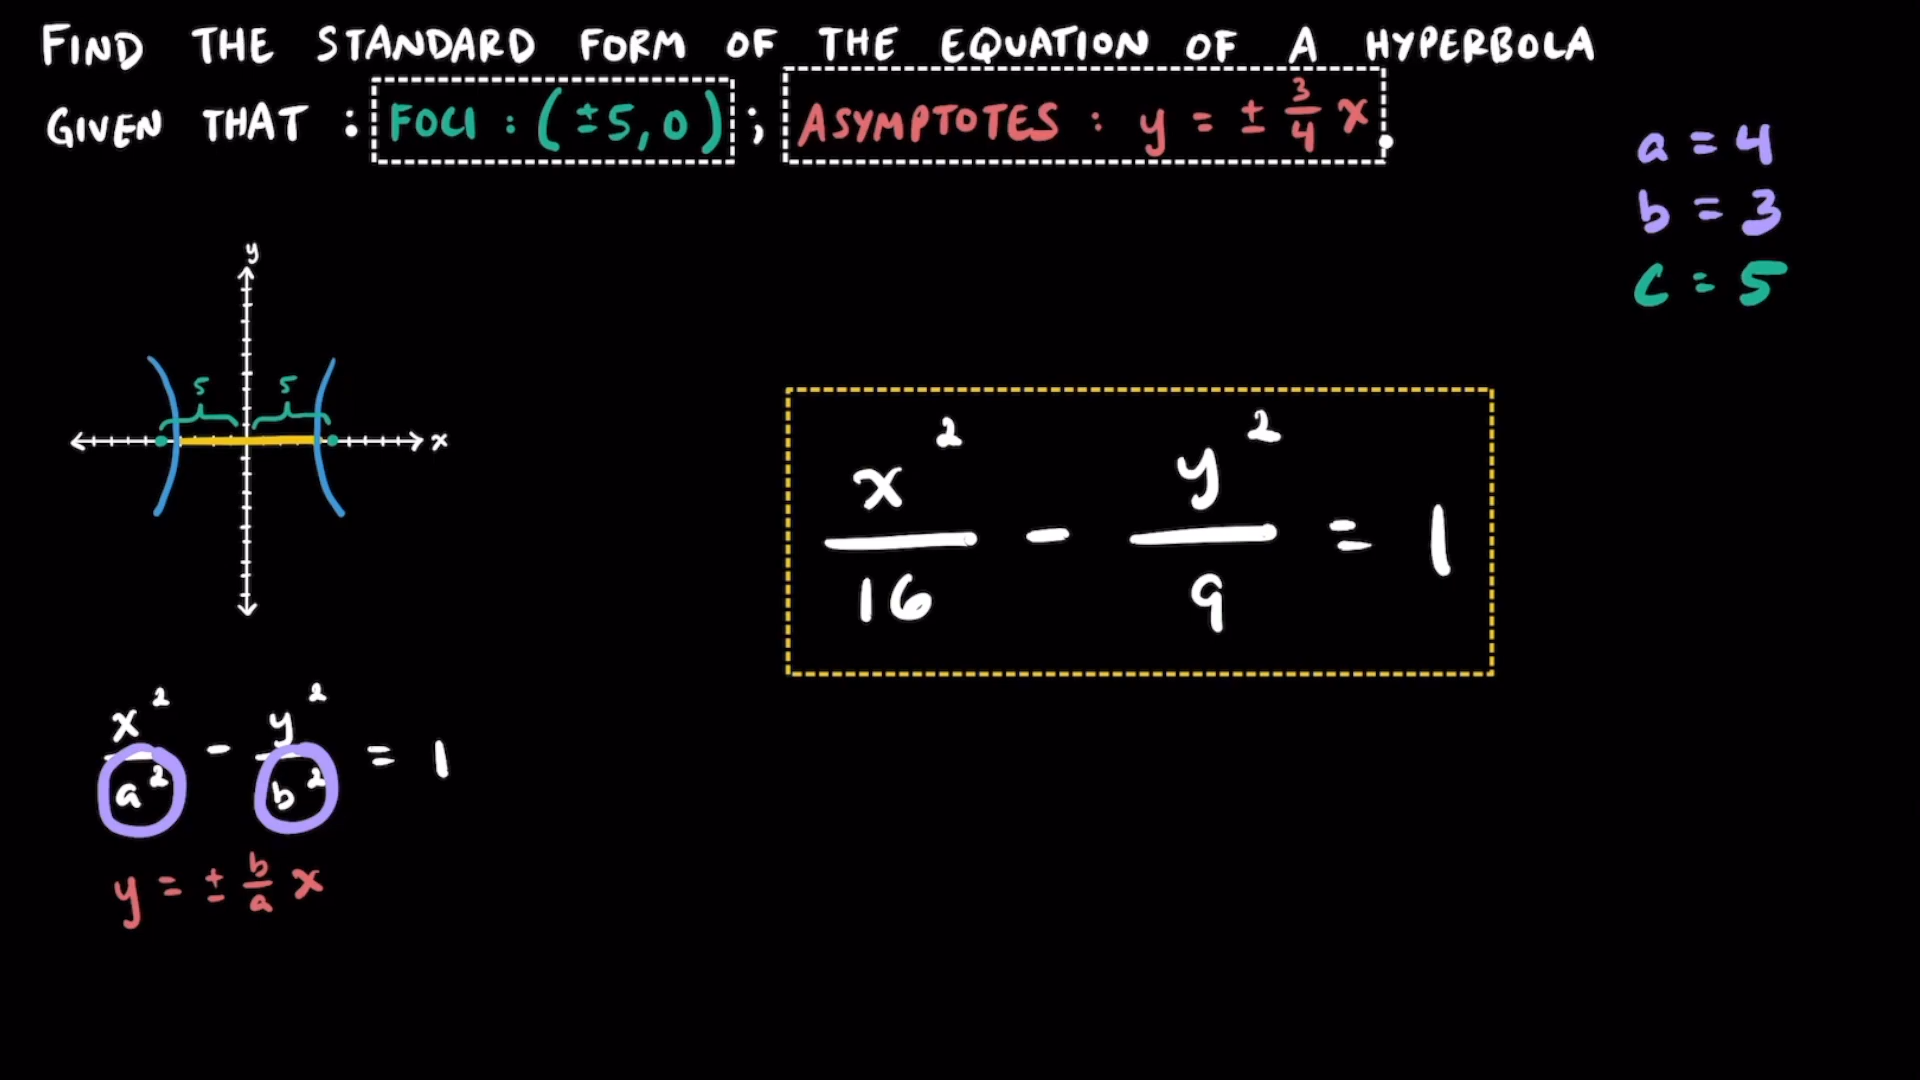 FIND THE STANDARD FORM OF THE EQUATION OF A HYPERBOLA
GIVEN THAT : FOCI : (±5,0) ; ASYMPTOTES : y = ± 3/4 x .
a = 4
b = 3
c = 5
y
5 5
x
x²/16 - y²/9 = 1
x²/a² - y²/b² = 1
y = ± b/a x